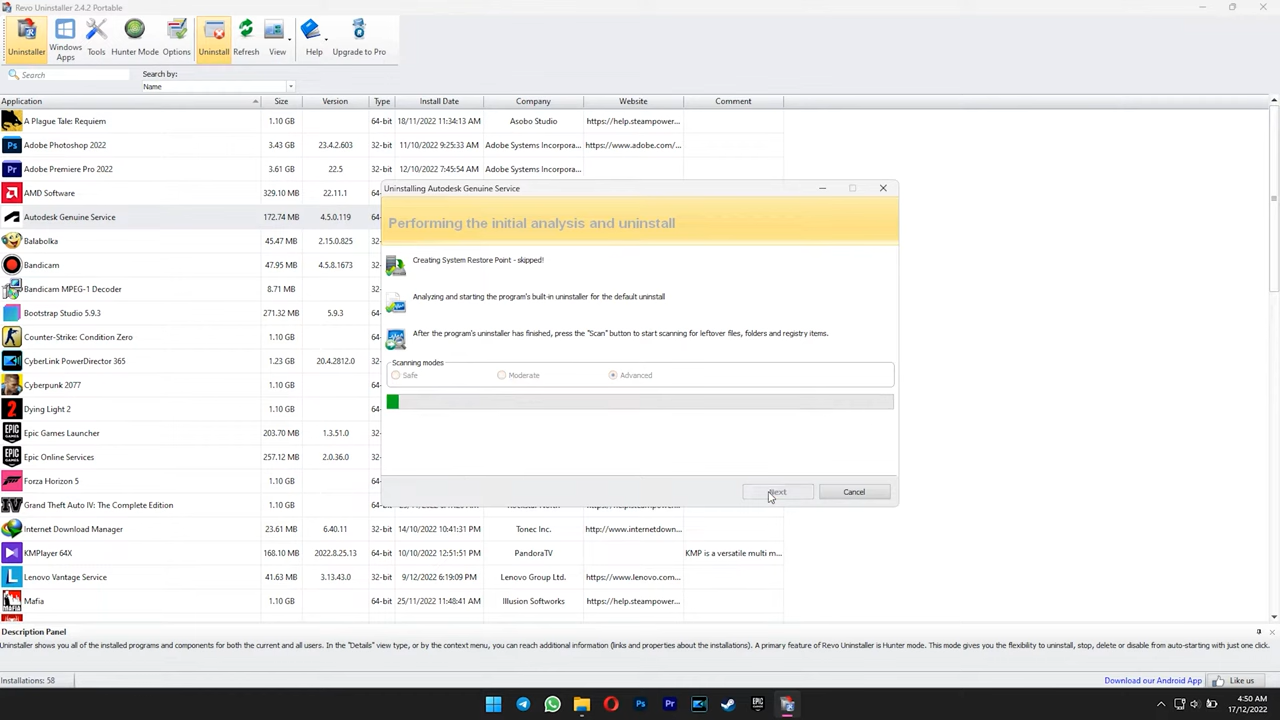 Revo Uninstaller 2.4.2 Portable
Uninstaller Windows Apps Tools Hunter Mode Options Uninstall Refresh View Help Upgrade to Pro
Search
Search by:
Name
Application Size Version Type Install Date Company Website Comment
A Plague Tale: Requiem 1.10 GB 64-bit 18/11/2022 11:34:13 AM Asobo Studio https://help.steampower...
Adobe Photoshop 2022 3.43 GB 23.4.2.603 32-bit 11/10/2022 9:25:33 AM Adobe Systems Incorpora... https://www.adobe.com/...
Adobe Premiere Pro 2022 3.61 GB 22.5 32-bit 12/10/2022 7:45:54 AM Adobe Systems Incorpora...
AMD Software 329.10 MB 22.11.1 64-
Autodesk Genuine Service 172.74 MB 4.5.0.119 32-
Balabolka 45.47 MB 2.15.0.825 32-
Bandicam 47.95 MB 4.5.8.1673 32-
Bandicam MPEG-1 Decoder 8.71 MB 32-
Bootstrap Studio 5.9.3 271.32 MB 5.9.3 32-
Counter-Strike: Condition Zero 1.10 GB 64-
CyberLink PowerDirector 365 1.23 GB 20.4.2812.0 64-
Cyberpunk 2077 1.10 GB 64-
Dying Light 2 1.10 GB 64-
Epic Games Launcher 203.70 MB 1.3.51.0 32-
Epic Online Services 257.12 MB 2.0.36.0 32-
Forza Horizon 5 1.10 GB 64-
Grand Theft Auto IV: The Complete Edition 1.10 GB 64-bit
Internet Download Manager 23.61 MB 6.40.11 32-bit 14/10/2022 10:41:31 PM Tonec Inc. http://www.internetdown...
KMPlayer 64X 168.10 MB 2022.8.25.13 32-bit 10/10/2022 12:51:51 PM PandoraTV KMP is a versatile multi m...
Lenovo Vantage Service 41.63 MB 3.13.43.0 32-bit 9/12/2022 6:19:09 PM Lenovo Group Ltd. https://www.lenovo.com...
Mafia 1.10 GB 64-bit 25/11/2022 11:48:41 AM Illusion Softworks https://help.steampower...
Uninstalling Autodesk Genuine Service
Performing the initial analysis and uninstall
Creating System Restore Point - skipped!
Analyzing and starting the program's built-in uninstaller for the default uninstall
After the program's uninstaller has finished, press the "Scan" button to start scanning for leftover files, folders and registry items.
Scanning modes
Safe Moderate Advanced
Next Cancel
Description Panel
Uninstaller shows you all of the installed programs and components for both the current and all users. In the "Details" view type, or by the context menu, you can reach additional information (links and properties about the installations). A primary feature of Revo Uninstaller is Hunter mode. This mode gives you the flexibility to uninstall, stop, delete or disable from auto-starting with just one click.
Installations: 58
Download our Android App Like us
4:50 AM
17/12/2022